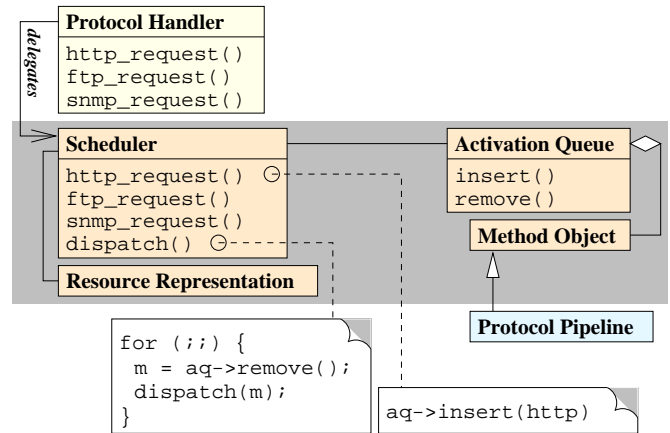 Protocol Handler
http_request()
ftp_request()
snmp_request()
delegates
Scheduler
http_request()
ftp_request()
snmp_request()
dispatch()
Activation Queue
insert()
remove()
Method Object
Resource Representation
Protocol Pipeline
for (;;) {
m = aq->remove();
dispatch(m);
}
aq->insert(http)